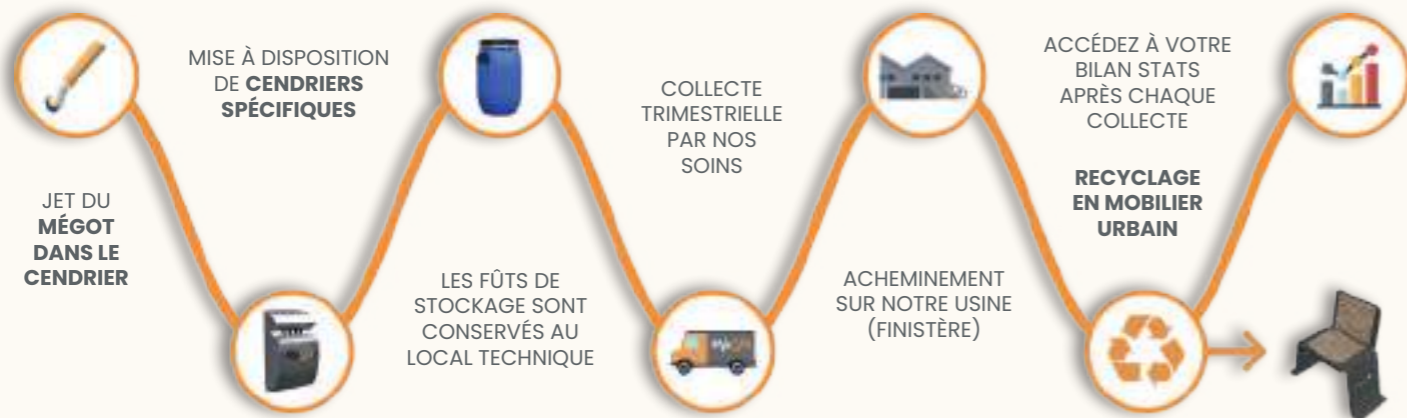 JET DU
MÉGOT
DANS LE
CENDRIER
MISE À DISPOSITION
DE CENDRIERS
SPÉCIFIQUES
LES FÛTS DE
STOCKAGE SONT
CONSERVÉS AU
LOCAL TECHNIQUE
COLLECTE
TRIMESTRIELLE
PAR NOS
SOINS
ACHEMINEMENT
SUR NOTRE USINE
(FINISTÈRE)
RECYCLAGE
EN MOBILIER
URBAIN
ACCÉDEZ À VOTRE
BILAN STATS
APRÈS CHAQUE
COLLECTE